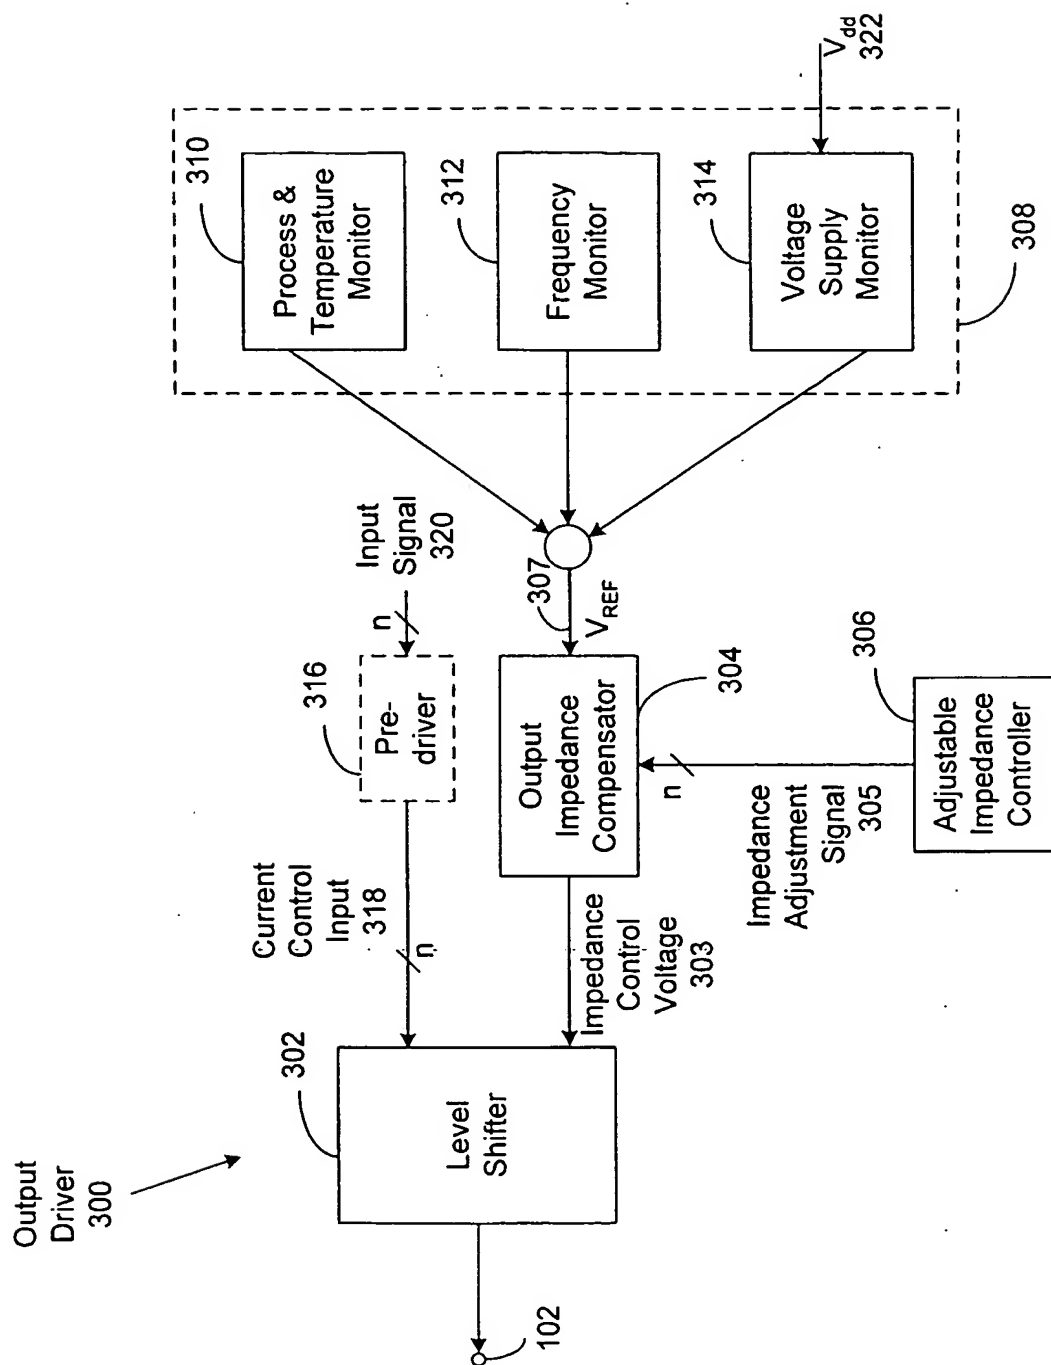 Output
Driver
300
302
Level
Shifter
102
Current
Control
Input
318
n
316
Pre-
driver
n
Input
Signal
320
Impedance
Control
Voltage
303
Output
Impedance
Compensator
304
307
VREF
n
Impedance
Adjustment
Signal
305
306
Adjustable
Impedance
Controller
310
Process &
Temperature
Monitor
312
Frequency
Monitor
314
Voltage
Supply
Monitor
308
Vdd
322